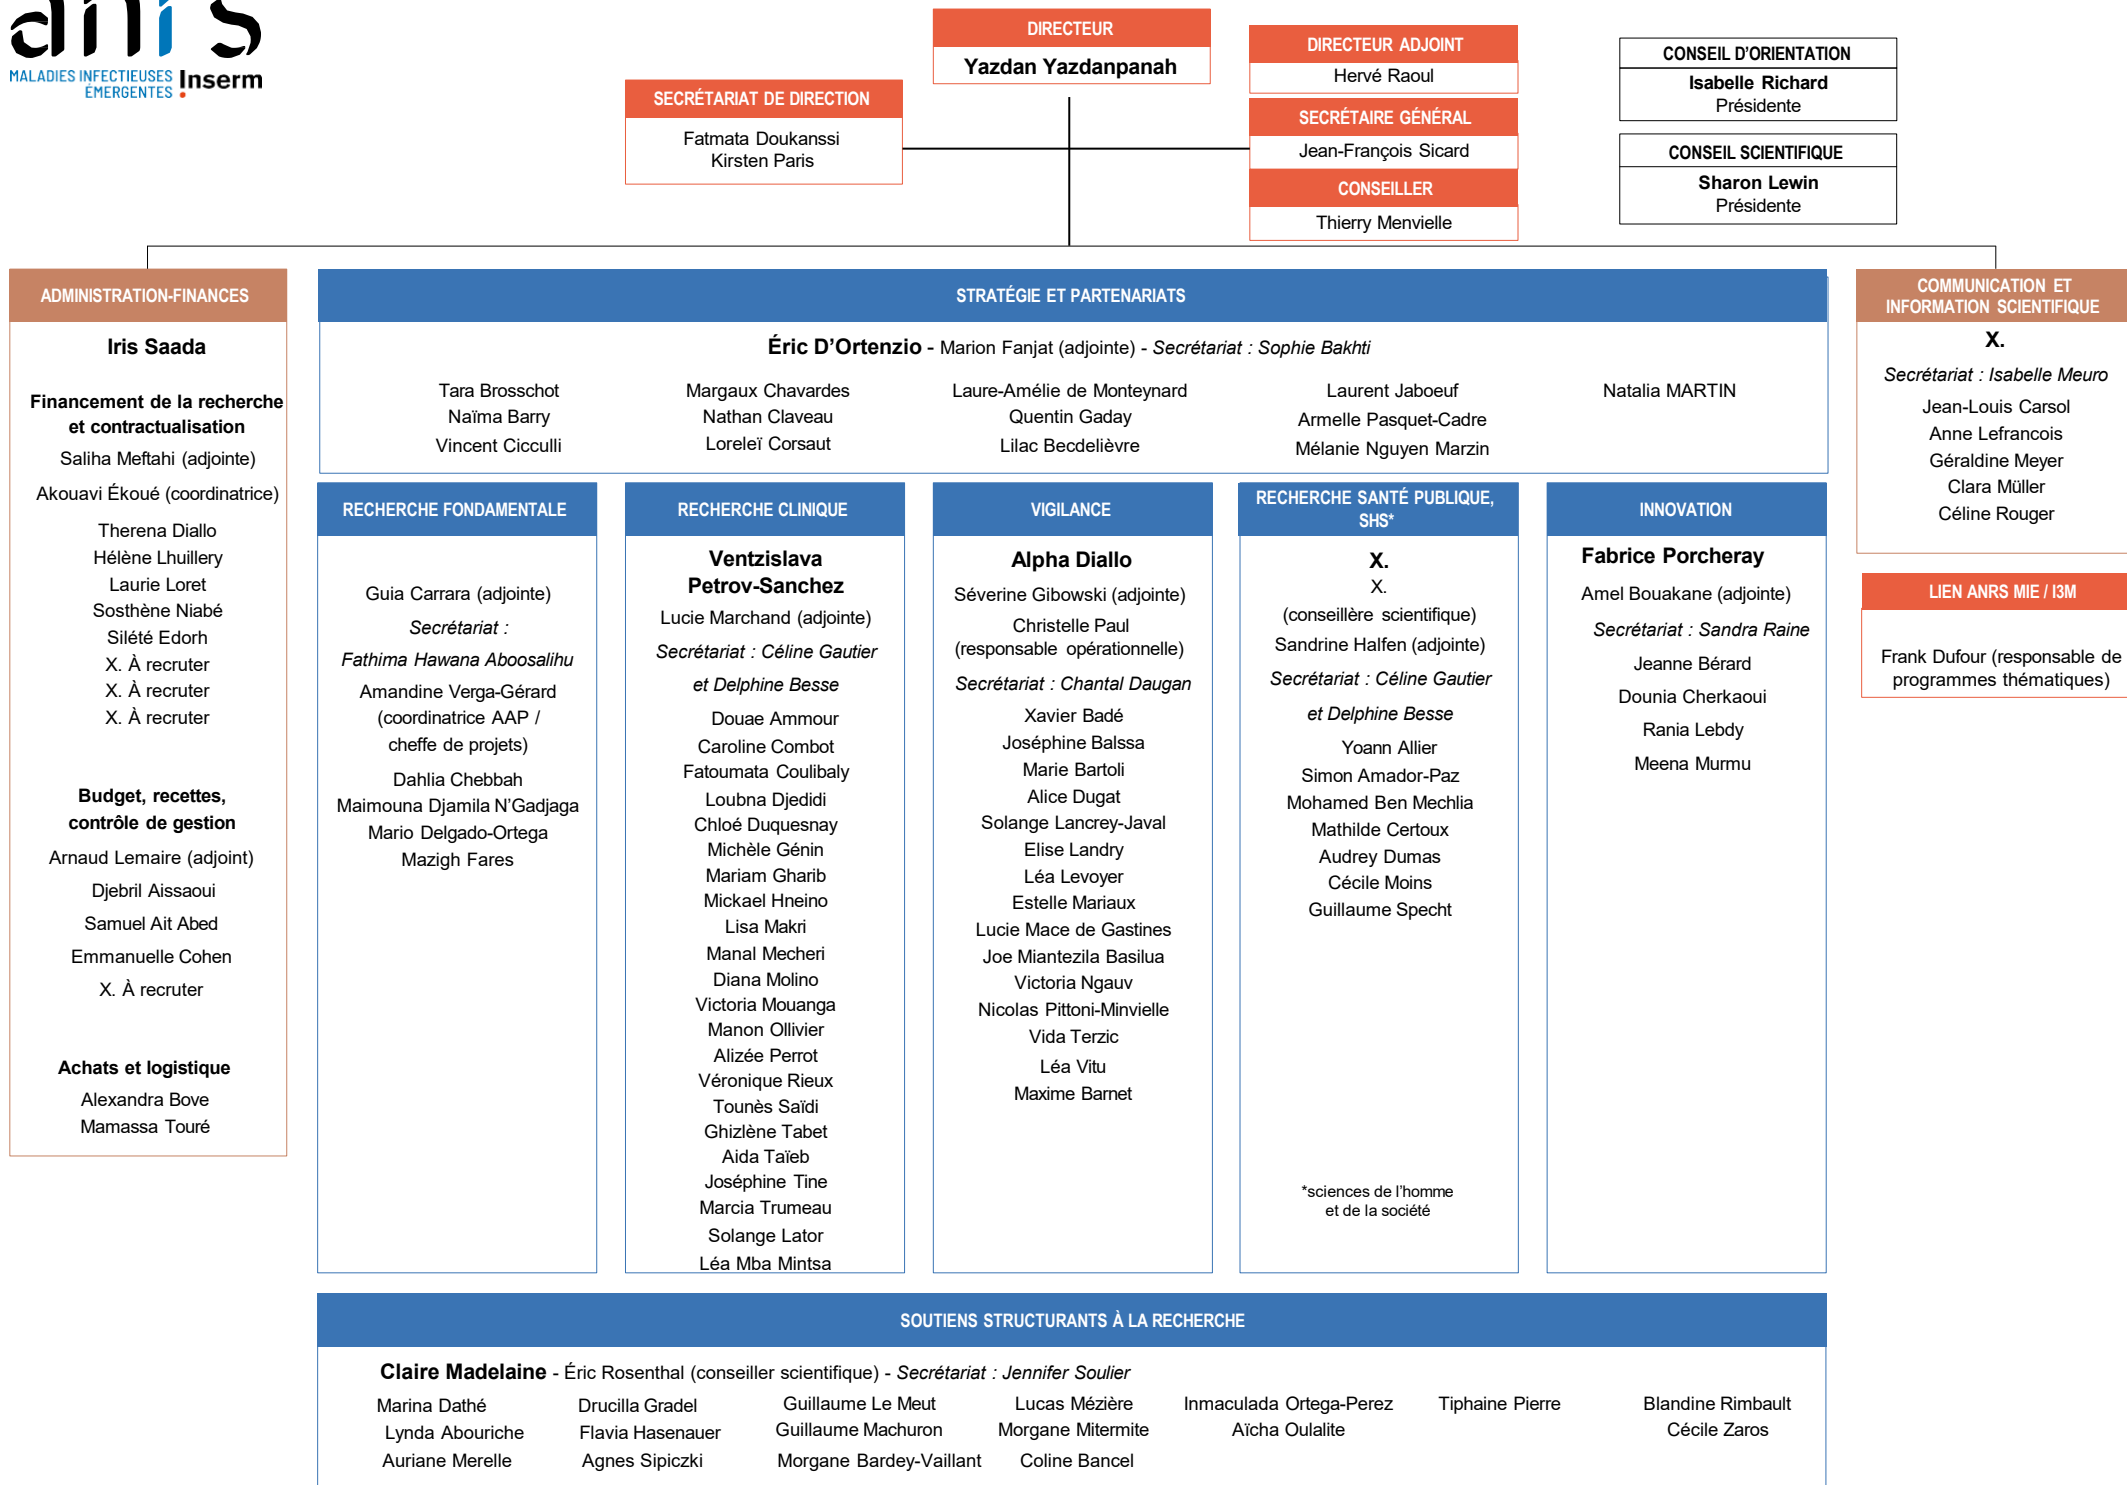 anrs
MALADIES INFECTIEUSES
ÉMERGENTES
Inserm
DIRECTEUR
Yazdan Yazdanpanah
SECRÉTARIAT DE DIRECTION
Fatmata Doukanssi
Kirsten Paris
DIRECTEUR ADJOINT
Hervé Raoul
SECRÉTAIRE GÉNÉRAL
Jean-François Sicard
CONSEILLER
Thierry Menvielle
CONSEIL D'ORIENTATION
Isabelle Richard
Présidente
CONSEIL SCIENTIFIQUE
Sharon Lewin
Présidente
ADMINISTRATION-FINANCES
Iris Saada
Financement de la recherche
et contractualisation
Saliha Meftahi (adjointe)
Akouavi Ékoué (coordinatrice)
Therena Diallo
Hélène Lhuillery
Laurie Loret
Sosthène Niabé
Silété Edorh
X. À recruter
X. À recruter
X. À recruter
Budget, recettes,
contrôle de gestion
Arnaud Lemaire (adjoint)
Djebril Aissaoui
Samuel Ait Abed
Emmanuelle Cohen
X. À recruter
Achats et logistique
Alexandra Bove
Mamassa Touré
STRATÉGIE ET PARTENARIATS
Éric D'Ortenzio - Marion Fanjat (adjointe) - Secrétariat : Sophie Bakhti
Tara Brosschot
Naïma Barry
Vincent Cicculli
Margaux Chavardes
Nathan Claveau
Loreleï Corsaut
Laure-Amélie de Monteynard
Quentin Gaday
Lilac Becdelièvre
Laurent Jaboeuf
Armelle Pasquet-Cadre
Mélanie Nguyen Marzin
Natalia MARTIN
RECHERCHE FONDAMENTALE
Guia Carrara (adjointe)
Secrétariat :
Fathima Hawana Aboosalihu
Amandine Verga-Gérard
(coordinatrice AAP /
cheffe de projets)
Dahlia Chebbah
Maimouna Djamila N'Gadjaga
Mario Delgado-Ortega
Mazigh Fares
RECHERCHE CLINIQUE
Ventzislava
Petrov-Sanchez
Lucie Marchand (adjointe)
Secrétariat : Céline Gautier
et Delphine Besse
Douae Ammour
Caroline Combot
Fatoumata Coulibaly
Loubna Djedidi
Chloé Duquesnay
Michèle Génin
Mariam Gharib
Mickael Hneino
Lisa Makri
Manal Mecheri
Diana Molino
Victoria Mouanga
Manon Ollivier
Alizée Perrot
Véronique Rieux
Tounès Saïdi
Ghizlène Tabet
Aida Taïeb
Joséphine Tine
Marcia Trumeau
Solange Lator
Léa Mba Mintsa
VIGILANCE
Alpha Diallo
Séverine Gibowski (adjointe)
Christelle Paul
(responsable opérationnelle)
Secrétariat : Chantal Daugan
Xavier Badé
Joséphine Balssa
Marie Bartoli
Alice Dugat
Solange Lancrey-Javal
Elise Landry
Léa Levoyer
Estelle Mariaux
Lucie Mace de Gastines
Joe Miantezila Basilua
Victoria Ngauv
Nicolas Pittoni-Minvielle
Vida Terzic
Léa Vitu
Maxime Barnet
RECHERCHE SANTÉ PUBLIQUE,
SHS*
X.
X.
(conseillère scientifique)
Sandrine Halfen (adjointe)
Secrétariat : Céline Gautier
et Delphine Besse
Yoann Allier
Simon Amador-Paz
Mohamed Ben Mechlia
Mathilde Certoux
Audrey Dumas
Cécile Moins
Guillaume Specht
*sciences de l'homme
et de la société
INNOVATION
Fabrice Porcheray
Amel Bouakane (adjointe)
Secrétariat : Sandra Raine
Jeanne Bérard
Dounia Cherkaoui
Rania Lebdy
Meena Murmu
COMMUNICATION ET
INFORMATION SCIENTIFIQUE
X.
Secrétariat : Isabelle Meuro
Jean-Louis Carsol
Anne Lefrancois
Géraldine Meyer
Clara Müller
Céline Rouger
LIEN ANRS MIE / I3M
Frank Dufour (responsable de
programmes thématiques)
SOUTIENS STRUCTURANTS À LA RECHERCHE
Claire Madelaine - Éric Rosenthal (conseiller scientifique) - Secrétariat : Jennifer Soulier
Marina Dathé
Lynda Abouriche
Auriane Merelle
Drucilla Gradel
Flavia Hasenauer
Agnes Sipiczki
Guillaume Le Meut
Guillaume Machuron
Morgane Bardey-Vaillant
Lucas Mézière
Morgane Mitermite
Coline Bancel
Inmaculada Ortega-Perez
Aïcha Oulalite
Tiphaine Pierre
Blandine Rimbault
Cécile Zaros